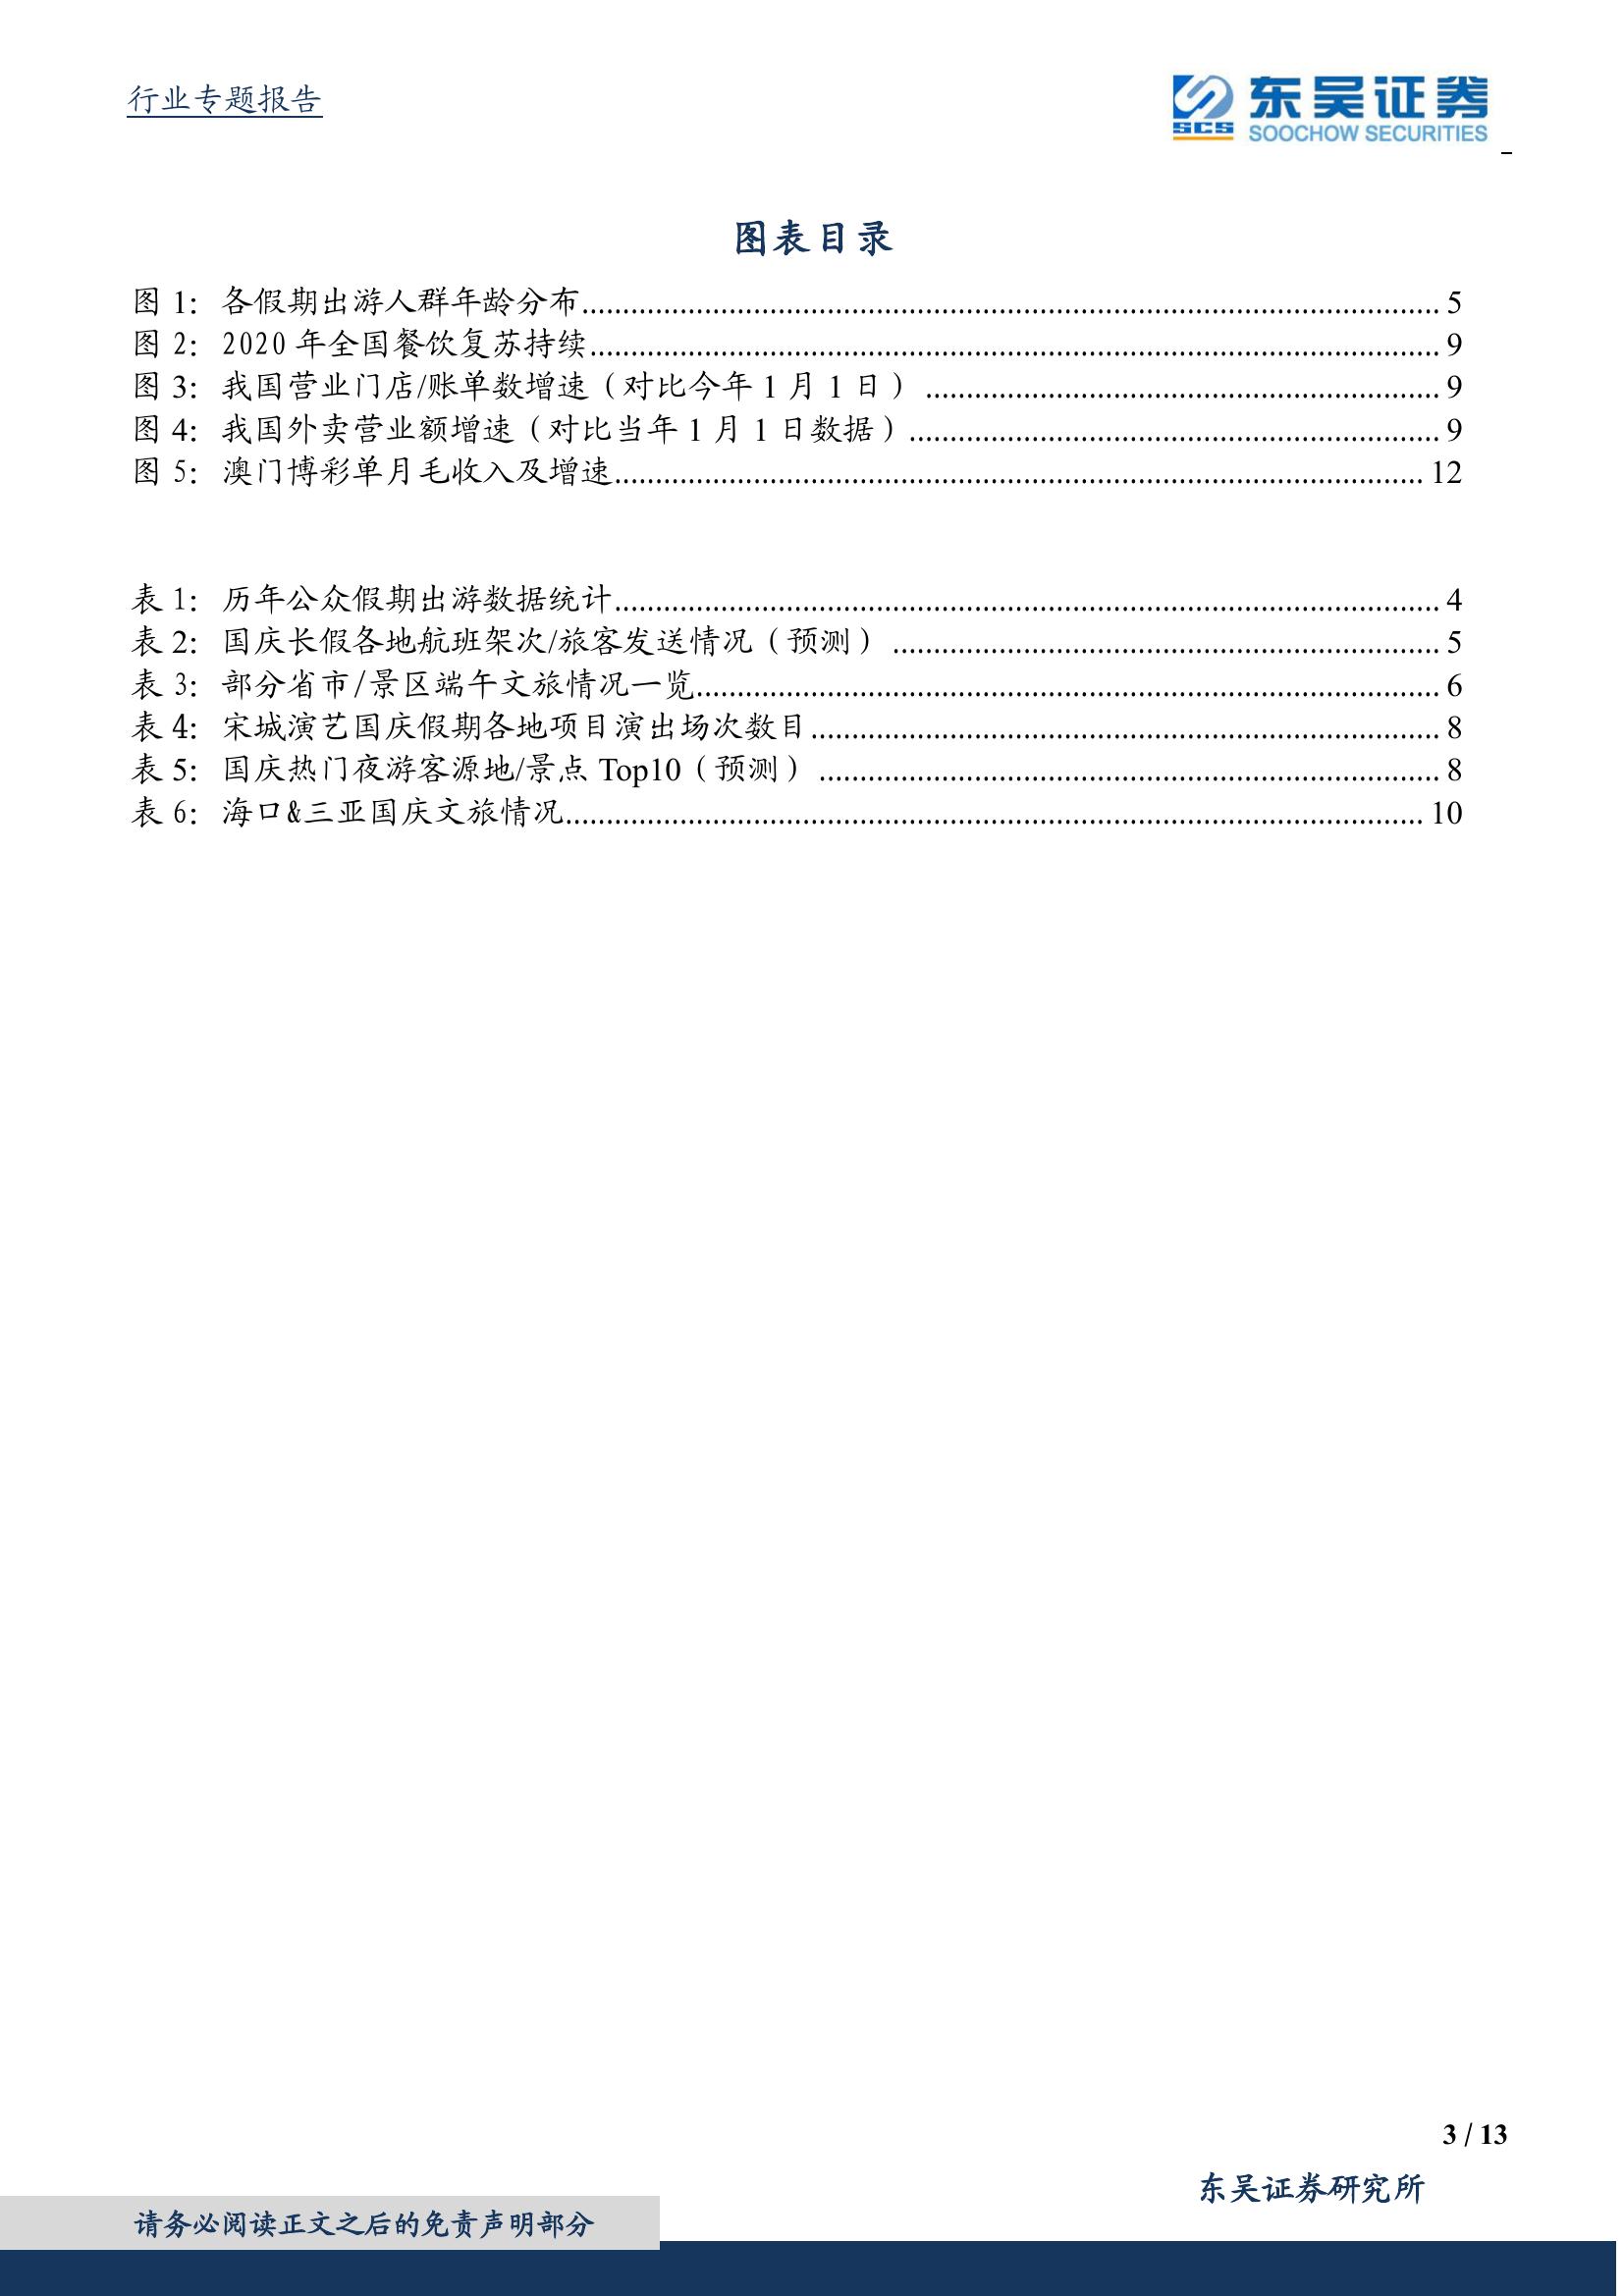 行业专题报告
东吴证券
SCS
SOOCHOW SECURITIES
图表目录
图 1：各假期出游人群年龄分布........ 5
图 2：2020 年全国餐饮复苏持续........ 9
图 3：我国营业门店/账单数增速（对比今年 1 月 1 日）........ 9
图 4：我国外卖营业额增速（对比当年 1 月 1 日数据）........ 9
图 5：澳门博彩单月毛收入及增速........ 12
表 1：历年公众假期出游数据统计........ 4
表 2：国庆长假各地航班架次/旅客发送情况（预测）........ 5
表 3：部分省市/景区端午文旅情况一览........ 6
表 4：宋城演艺国庆假期各地项目演出场次数目........ 8
表 5：国庆热门夜游客源地/景点 Top10（预测）........ 8
表 6：海口&三亚国庆文旅情况........ 10
3 / 13
东吴证券研究所
请务必阅读正文之后的免责声明部分